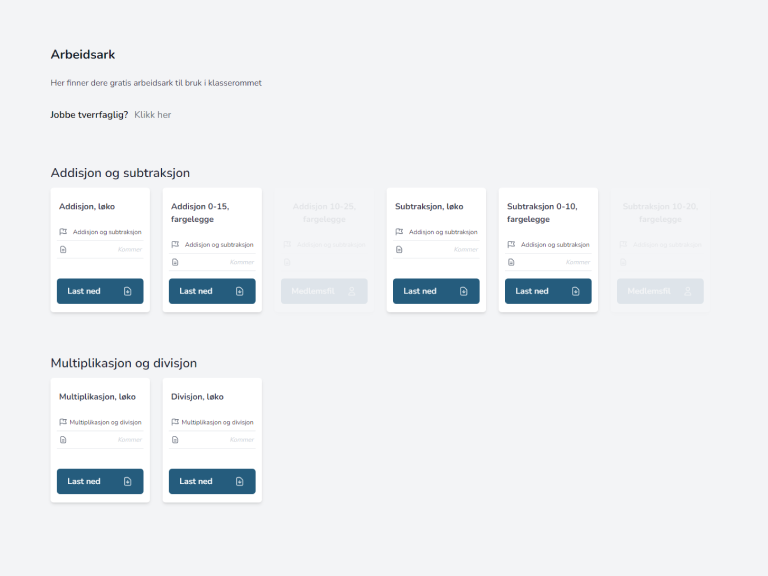 Arbeidsark
Her finner dere gratis arbeidsark til bruk i klasserommet
Jobbe tverrfaglig? Klikk her
Addisjon og subtraksjon
Addisjon, løko
Addisjon og subtraksjon
Kommer
Last ned
Addisjon 0-15,
fargelegge
Addisjon og subtraksjon
Kommer
Last ned
Addisjon 10-25,
fargelegge
Addisjon og subtraksjon
Medlemsfil
Subtraksjon, løko
Addisjon og subtraksjon
Kommer
Last ned
Subtraksjon 0-10,
fargelegge
Addisjon og subtraksjon
Kommer
Last ned
Subtraksjon 10-20,
fargelegge
Addisjon og subtraksjon
Medlemsfil
Multiplikasjon og divisjon
Multiplikasjon, løko
Multiplikasjon og divisjon
Kommer
Last ned
Divisjon, løko
Multiplikasjon og divisjon
Kommer
Last ned